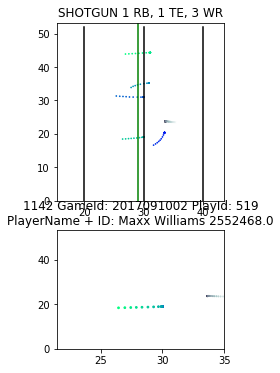 SHOTGUN 1 RB, 1 TE, 3 WR
50
40
30
20
10
0
20 30 40
1142 GameId: 2017091002 PlayId: 519
PlayerName + ID: Maxx Williams 2552468.0
40
20
0
25 30 35